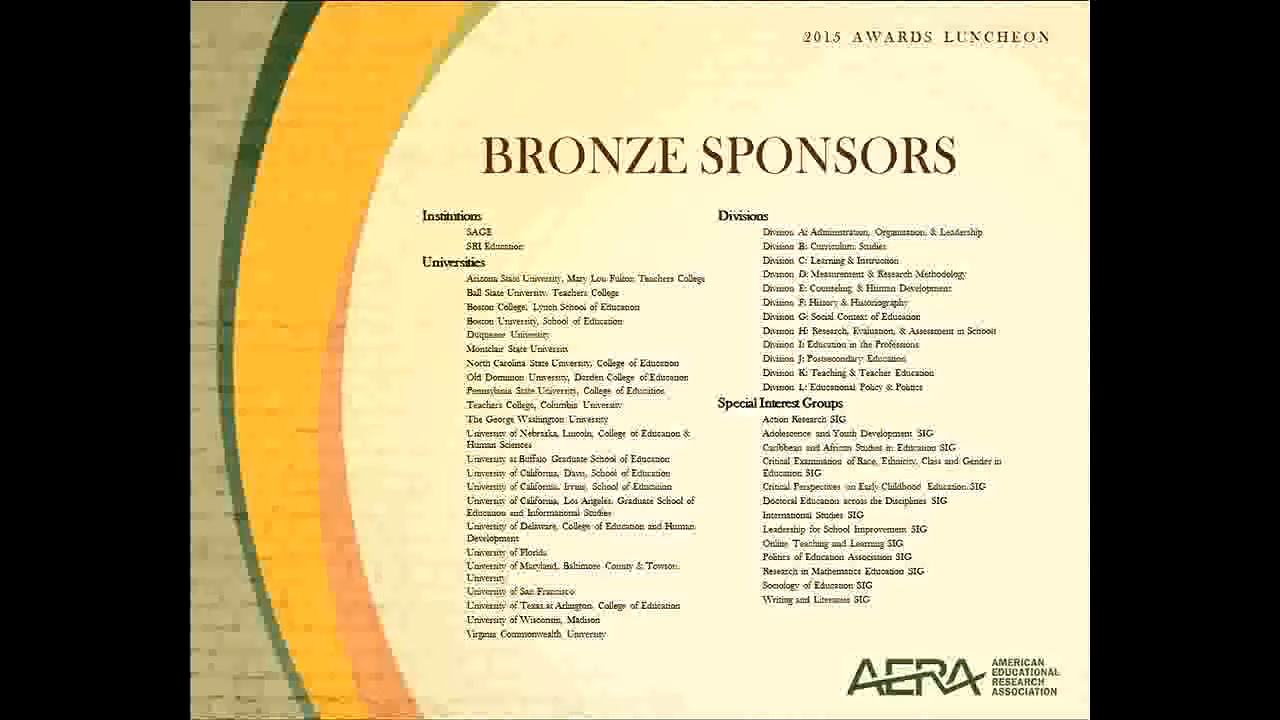 2015 AWARDS LUNCHEON
BRONZE SPONSORS
Institutions
SAGE
SRI Education
Universities
Arizona State University, Mary Lou Fulton Teachers College
Ball State University, Teachers College
Boston College, Lynch School of Education
Boston University, School of Education
Duquesne University
Montclair State University
North Carolina State University, College of Education
Old Dominion University, Darden College of Education
Pennsylvania State University, College of Education
Teachers College, Columbia University
The George Washington University
University of Nebraska, Lincoln, College of Education &
Human Sciences
University at Buffalo Graduate School of Education
University of California, Davis, School of Education
University of California, Irvine, School of Education
University of California, Los Angeles, Graduate School of
Education and Informational Studies
University of Delaware, College of Education and Human
Development
University of Florida
University of Maryland, Baltimore County & Towson
University
University of San Francisco
University of Texas at Arlington, College of Education
University of Wisconsin, Madison
Virginia Commonwealth University
Divisions
Division A: Administration, Organization, & Leadership
Division B: Curriculum Studies
Division C: Learning & Instruction
Division D: Measurement & Research Methodology
Division E: Counseling & Human Development
Division F: History & Historiography
Division G: Social Context of Education
Division H: Research, Evaluation, & Assessment in Schools
Division I: Education in the Professions
Division J: Postsecondary Education
Division K: Teaching & Teacher Education
Division L: Educational Policy & Politics
Special Interest Groups
Action Research SIG
Adolescence and Youth Development SIG
Caribbean and African Studies in Education SIG
Critical Examination of Race, Ethnicity, Class and Gender in
Education SIG
Critical Perspectives on Early Childhood Education SIG
Doctoral Education across the Disciplines SIG
International Studies SIG
Leadership for School Improvement SIG
Online Teaching and Learning SIG
Politics of Education Association SIG
Research in Mathematics Education SIG
Sociology of Education SIG
Writing and Literacies SIG
AERA
AMERICAN
EDUCATIONAL
RESEARCH
ASSOCIATION